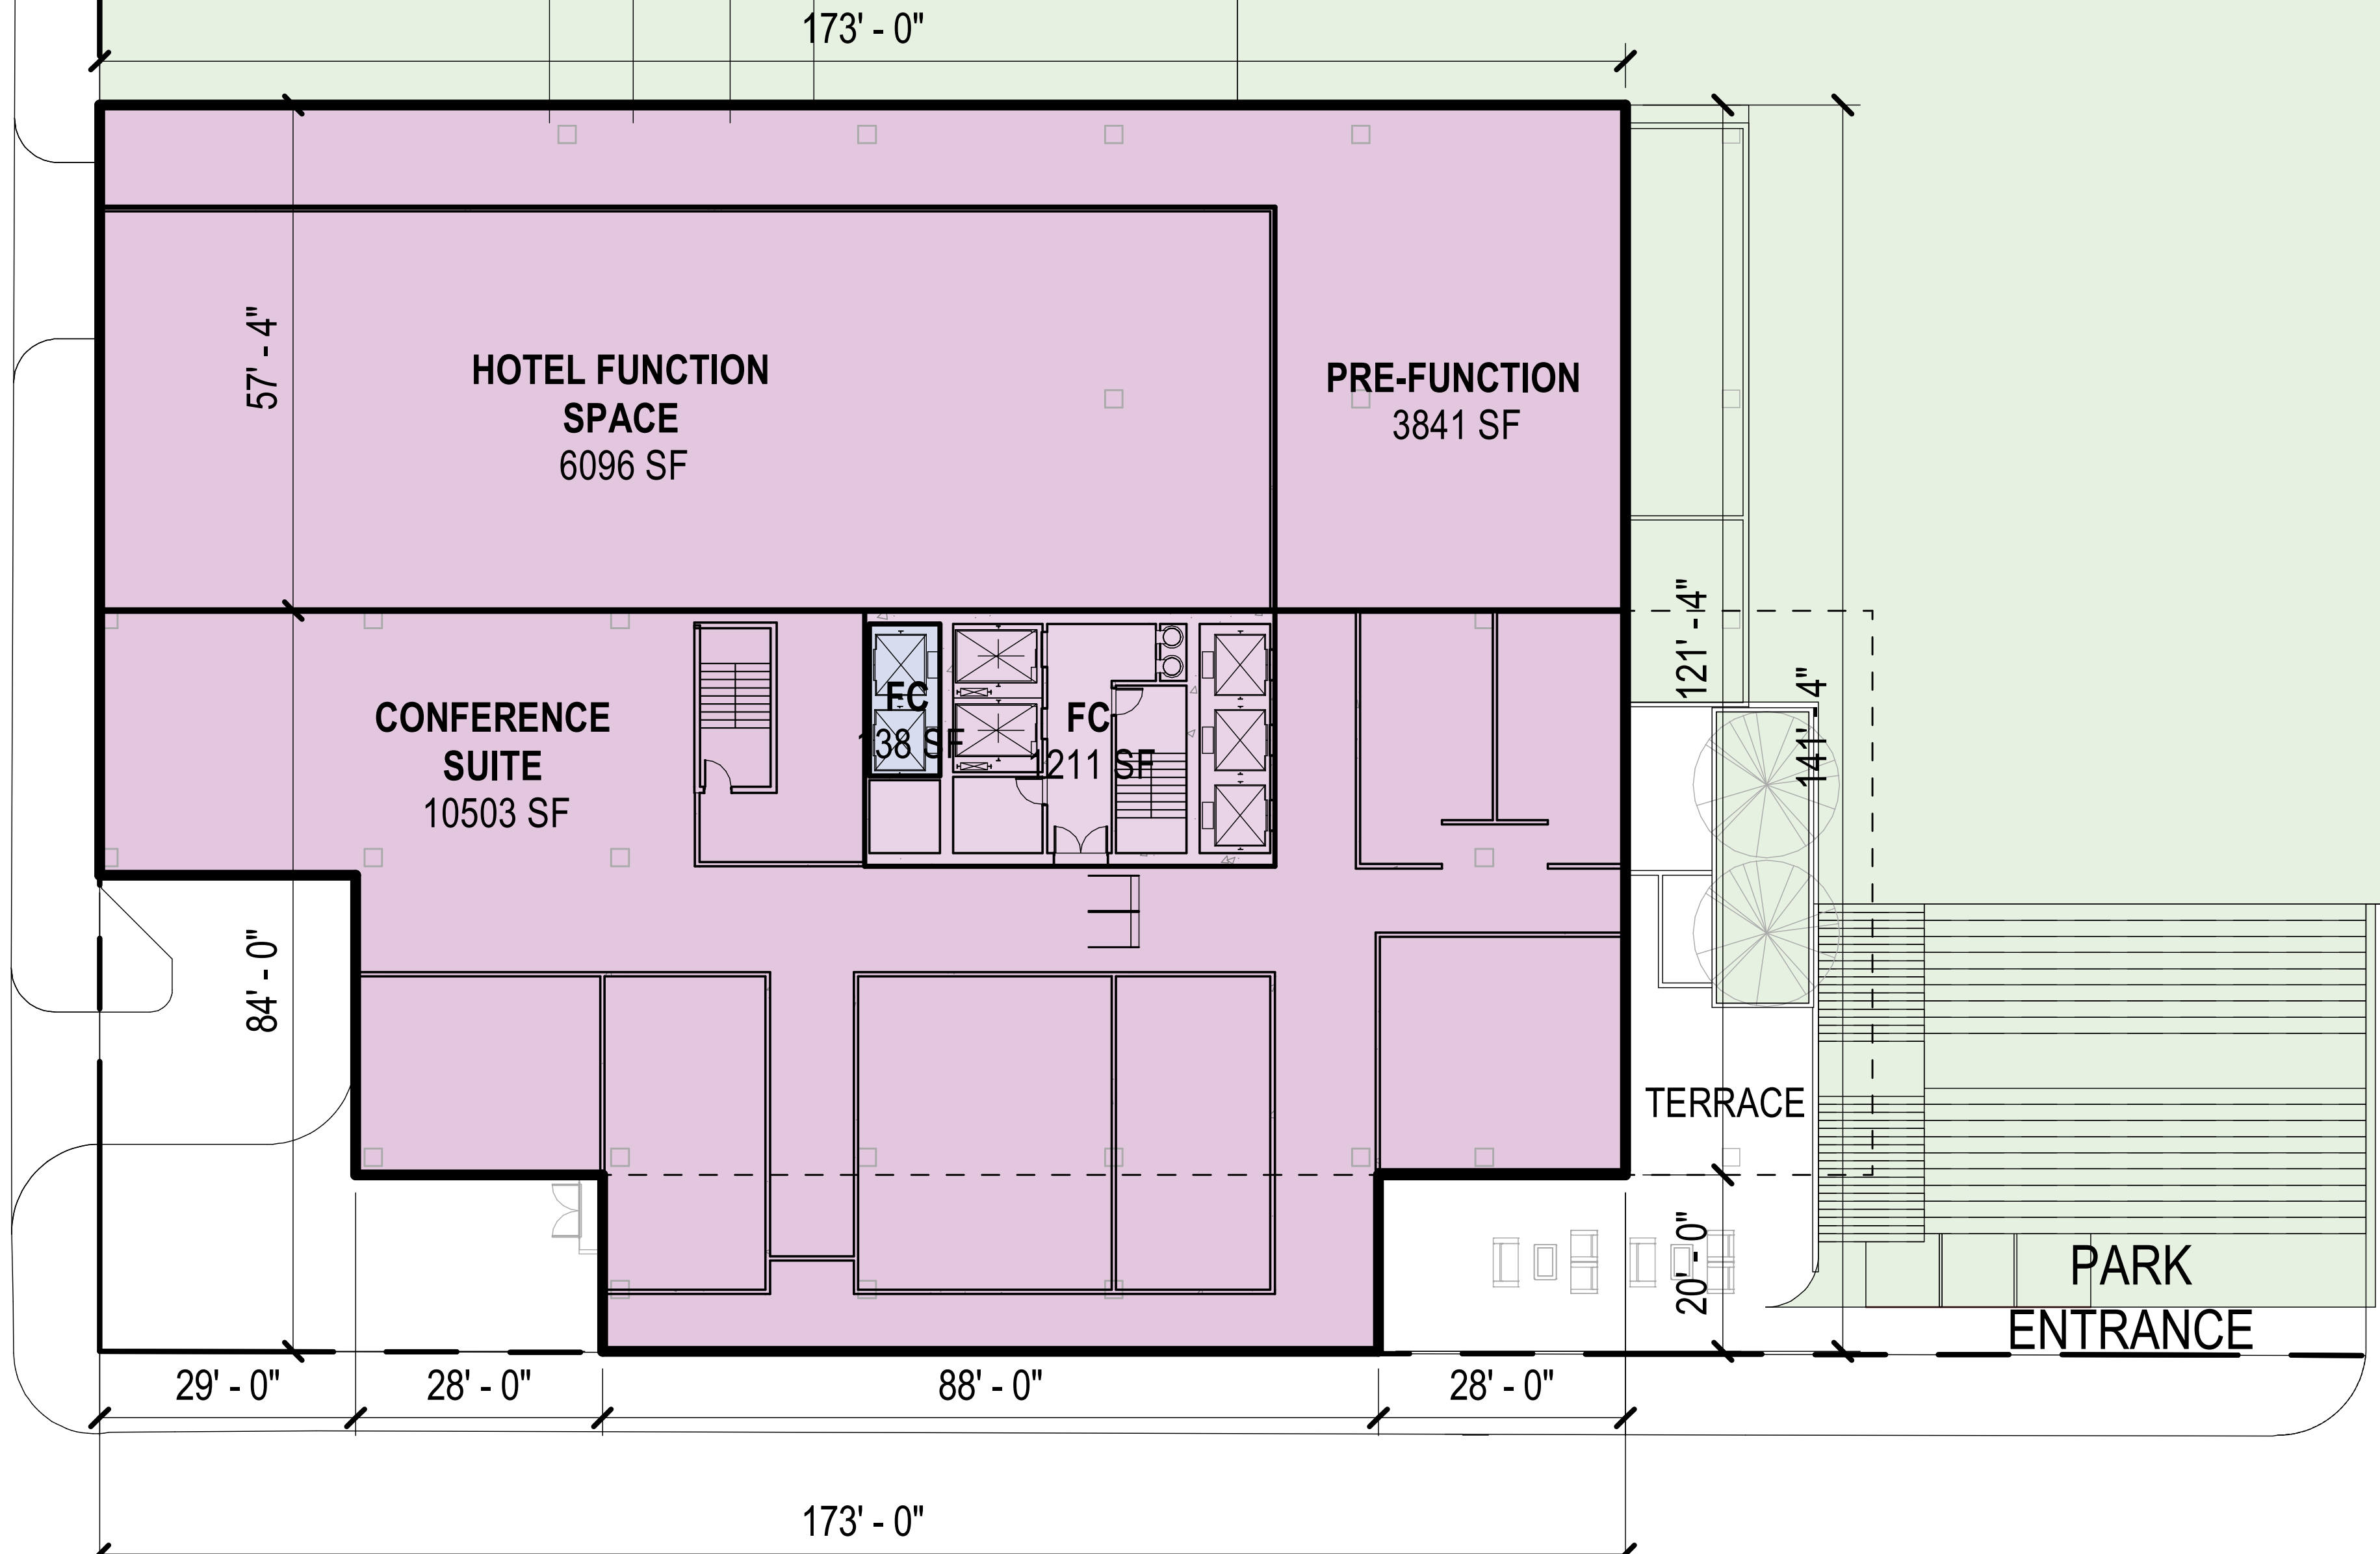 173' - 0"
57' - 4"
HOTEL FUNCTION
SPACE
6096 SF
PRE-FUNCTION
3841 SF
121' - 4"
141' - 4"
CONFERENCE
SUITE
10503 SF
FC
138 SF
FC
1211 SF
84' - 0"
TERRACE
20' - 0"
PARK
ENTRANCE
29' - 0"
28' - 0"
88' - 0"
28' - 0"
173' - 0"